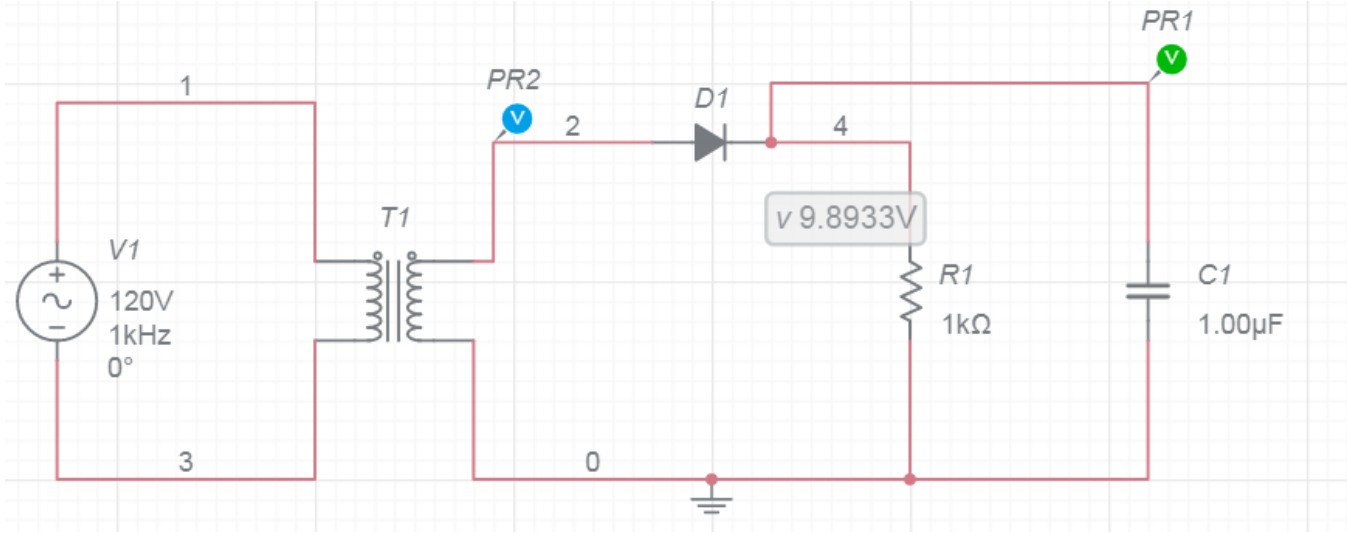 PR1
V
1
PR2
V
D1
2
4
v 9.8933V
T1
V1
120V
1kHz
0°
R1
1kΩ
C1
1.00µF
3
0